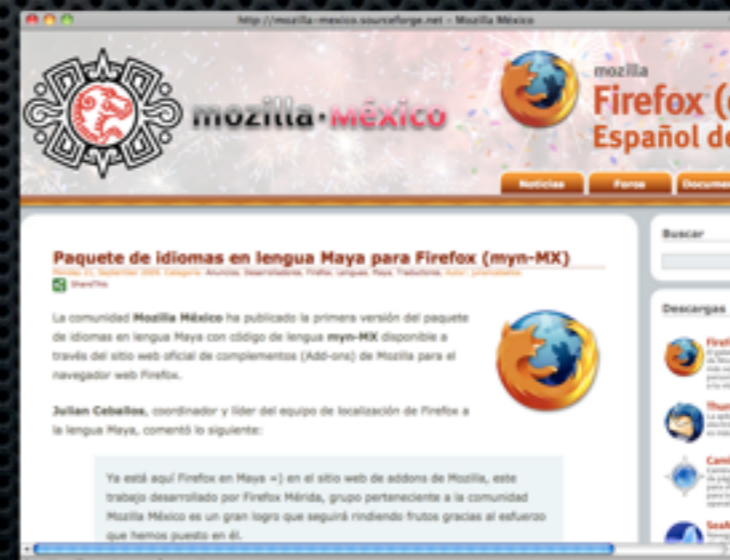 http://mozilla-mexico.sourceforge.net - Mozilla México
mozilla·méxico
mozilla
Firefox (
Español de
Noticias
Foros
Docume
Paquete de idiomas en lengua Maya para Firefox (myn-MX)
ShareThis
La comunidad Mozilla México ha publicado la primera versión del paquete
de idiomas en lengua Maya con código de lengua myn-MX disponible a
través del sitio web oficial de complementos (Add-ons) de Mozilla para el
navegador web Firefox.
Julian Ceballos, coordinador y líder del equipo de localización de Firefox a
la lengua Maya, comentó lo siguiente:
Ya está aquí Firefox en Maya =) en el sitio web de addons de Mozilla, este
trabajo desarrollado por Firefox Mérida, grupo perteneciente a la comunidad
Mozilla México es un gran logro que seguirá rindiendo frutos gracias al esfuerzo
que hemos puesto en él.
Buscar
Descargas
Firef
Thun
Cami
SeaM